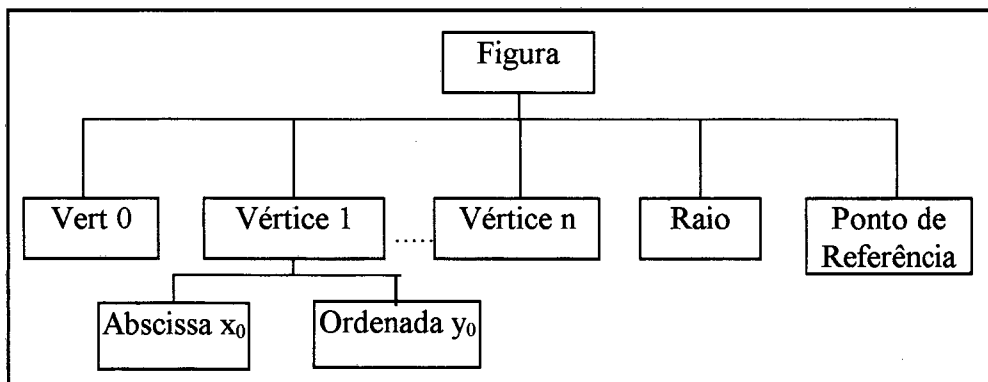 Figura
Vert 0
Vértice 1
......
Vértice n
Raio
Ponto de
Referência
Abscissa x₀
Ordenada y₀